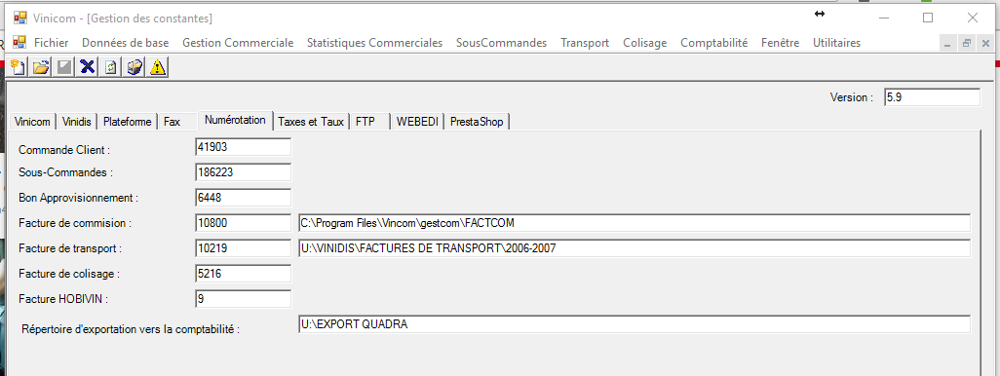 Vinicom - [Gestion des constantes]
Fichier Données de base Gestion Commerciale Statistiques Commerciales SousCommandes Transport Colisage Comptabilité Fenêtre Utilitaires
Version : 5.9
Vinicom Vinidis Plateforme Fax Numérotation Taxes et Taux FTP WEBEDI PrestaShop
Commande Client : 41903
Sous-Commandes : 186223
Bon Approvisionnement : 6448
Facture de commision : 10800 C:\Program Files\Vincom\gestcom\FACTCOM
Facture de transport : 10219 U:\VINIDIS\FACTURES DE TRANSPORT\2006-2007
Facture de colisage : 5216
Facture HOBIVIN : 9
Répertoire d'exportation vers la comptabilité : U:\EXPORT QUADRA